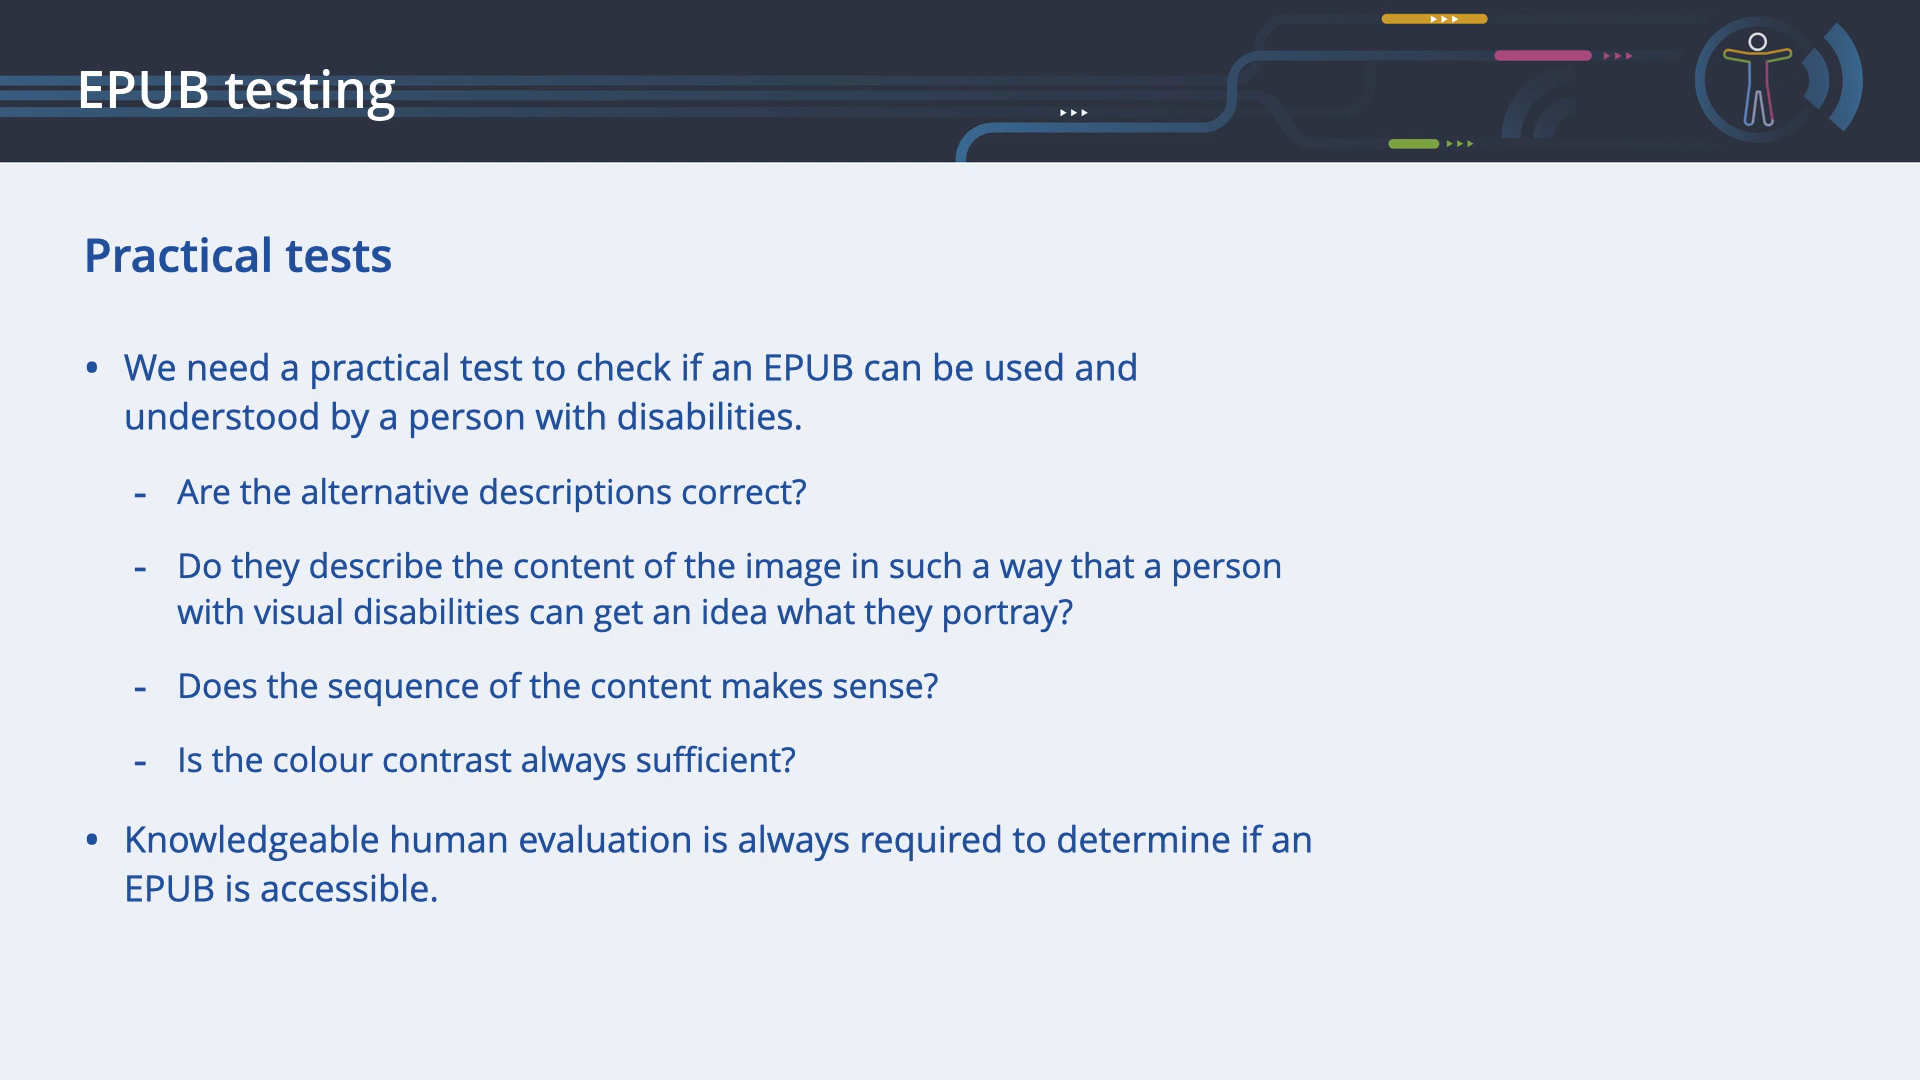 EPUB testing
Practical tests
• We need a practical test to check if an EPUB can be used and
understood by a person with disabilities.
- Are the alternative descriptions correct?
- Do they describe the content of the image in such a way that a person
with visual disabilities can get an idea what they portray?
- Does the sequence of the content makes sense?
- Is the colour contrast always sufficient?
• Knowledgeable human evaluation is always required to determine if an
EPUB is accessible.